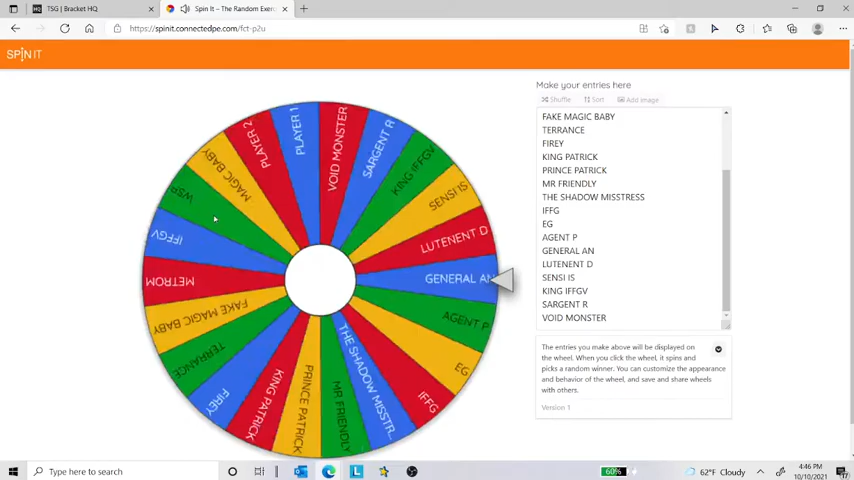 TSG | Bracket HQ
Spin It – The Random Exer
https://spinit.connectedpe.com/fct-p2u
SPIN IT
Make your entries here
Shuffle
Sort
Add image
FAKE MAGIC BABY
TERRANCE
FIREY
KING PATRICK
PRINCE PATRICK
MR FRIENDLY
THE SHADOW MISSTRESS
IFFG
EG
AGENT P
GENERAL AN
LUTENENT D
SENSI IS
KING IFFGV
SARGENT R
VOID MONSTER
PLAYER 1
VOID MONSTER
SARGENT R
KING IFFGV
SENSI IS
LUTENENT D
GENERAL AN
AGENT P
EG
IFFG
THE SHADOW MISSTR..
MR FRIENDLY
PRINCE PATRICK
KING PATRICK
FIREY
TERRANCE
FAKE MAGIC BABY
METROM
IFFGV
WSP
MAGIC BABY
PLAYER 2
The entries you make above will be displayed on
the wheel. When you click the wheel, it spins and
picks a random winner. You can customize the appearance
and behavior of the wheel, and save and share wheels
with others.
Version 1
Type here to search
60%
62°F Cloudy
4:46 PM
10/10/2021